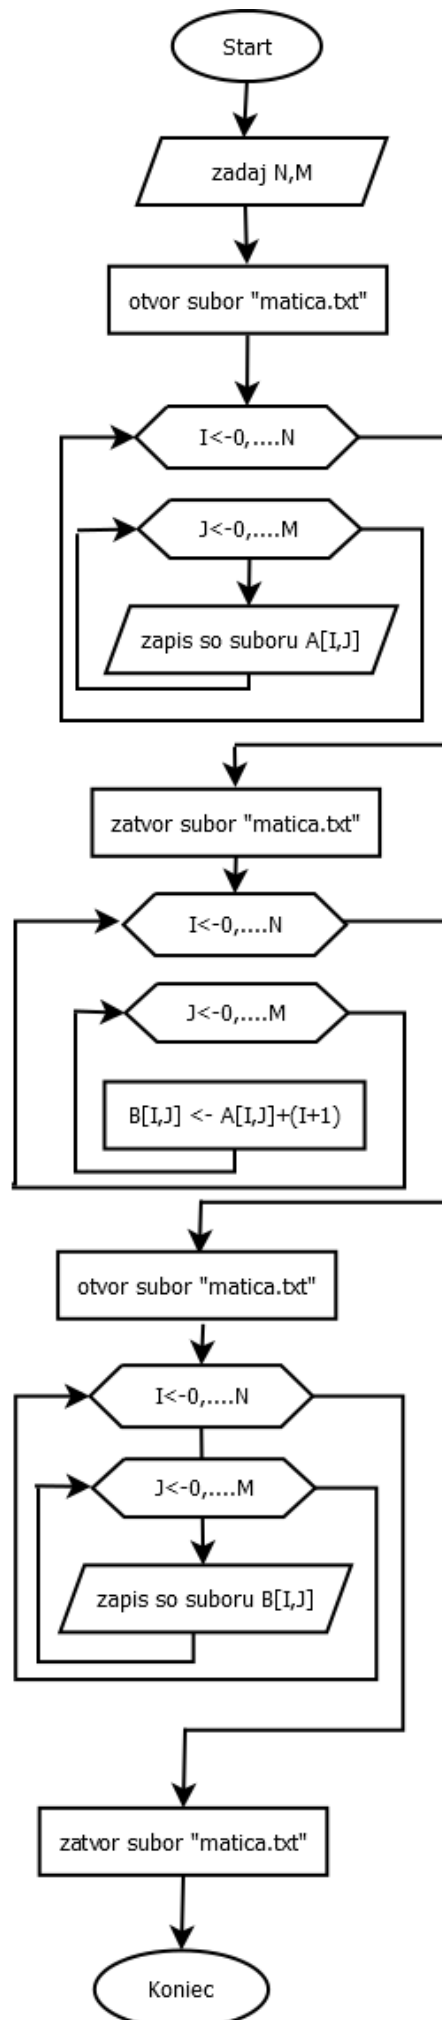 Start
zadaj N,M
otvor subor "matica.txt"
I<-0,....N
J<-0,....M
zapis so suboru A[I,J]
zatvor subor "matica.txt"
I<-0,....N
J<-0,....M
B[I,J] <- A[I,J]+(I+1)
otvor subor "matica.txt"
I<-0,....N
J<-0,....M
zapis so suboru B[I,J]
zatvor subor "matica.txt"
Koniec